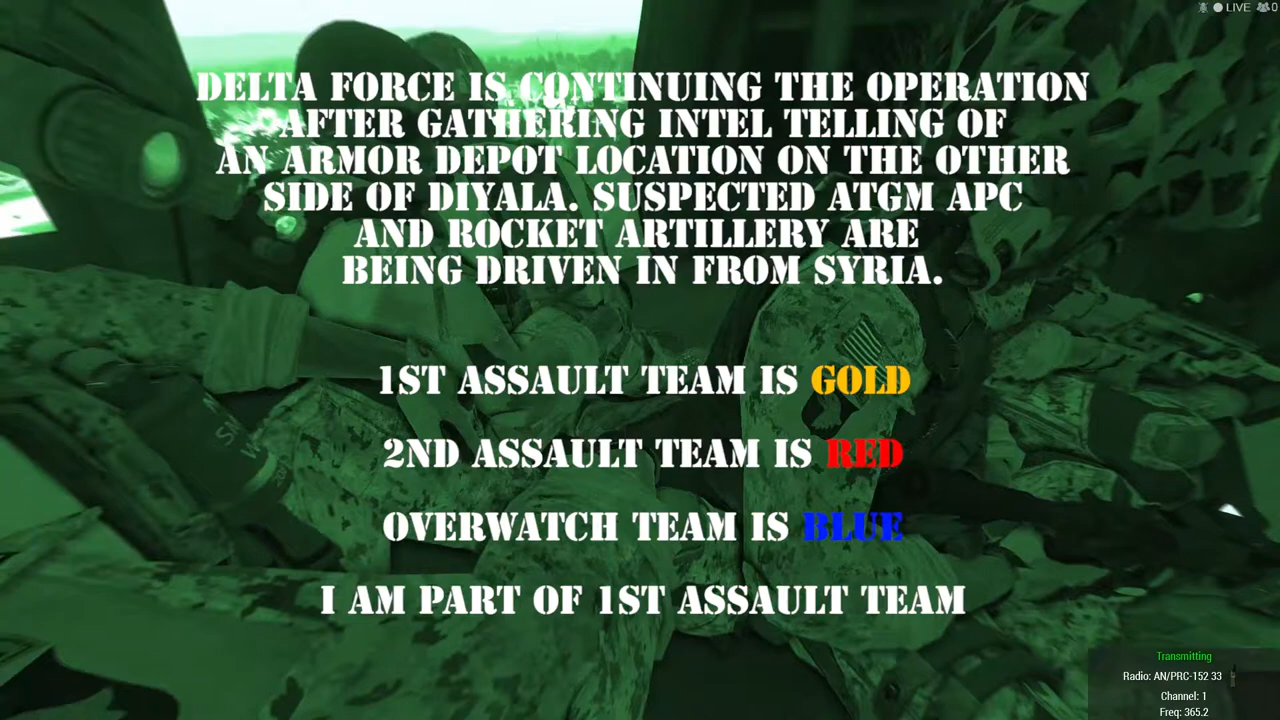 LIVE 0
DELTA FORCE IS CONTINUING THE OPERATION
AFTER GATHERING INTEL TELLING OF
AN ARMOR DEPOT LOCATION ON THE OTHER
SIDE OF DIYALA. SUSPECTED ATGM APC
AND ROCKET ARTILLERY ARE
BEING DRIVEN IN FROM SYRIA.
1ST ASSAULT TEAM IS GOLD
2ND ASSAULT TEAM IS RED
OVERWATCH TEAM IS BLUE
I AM PART OF 1ST ASSAULT TEAM
Transmitting
Radio: AN/PRC-152 33
Channel: 1
Freq: 365.2